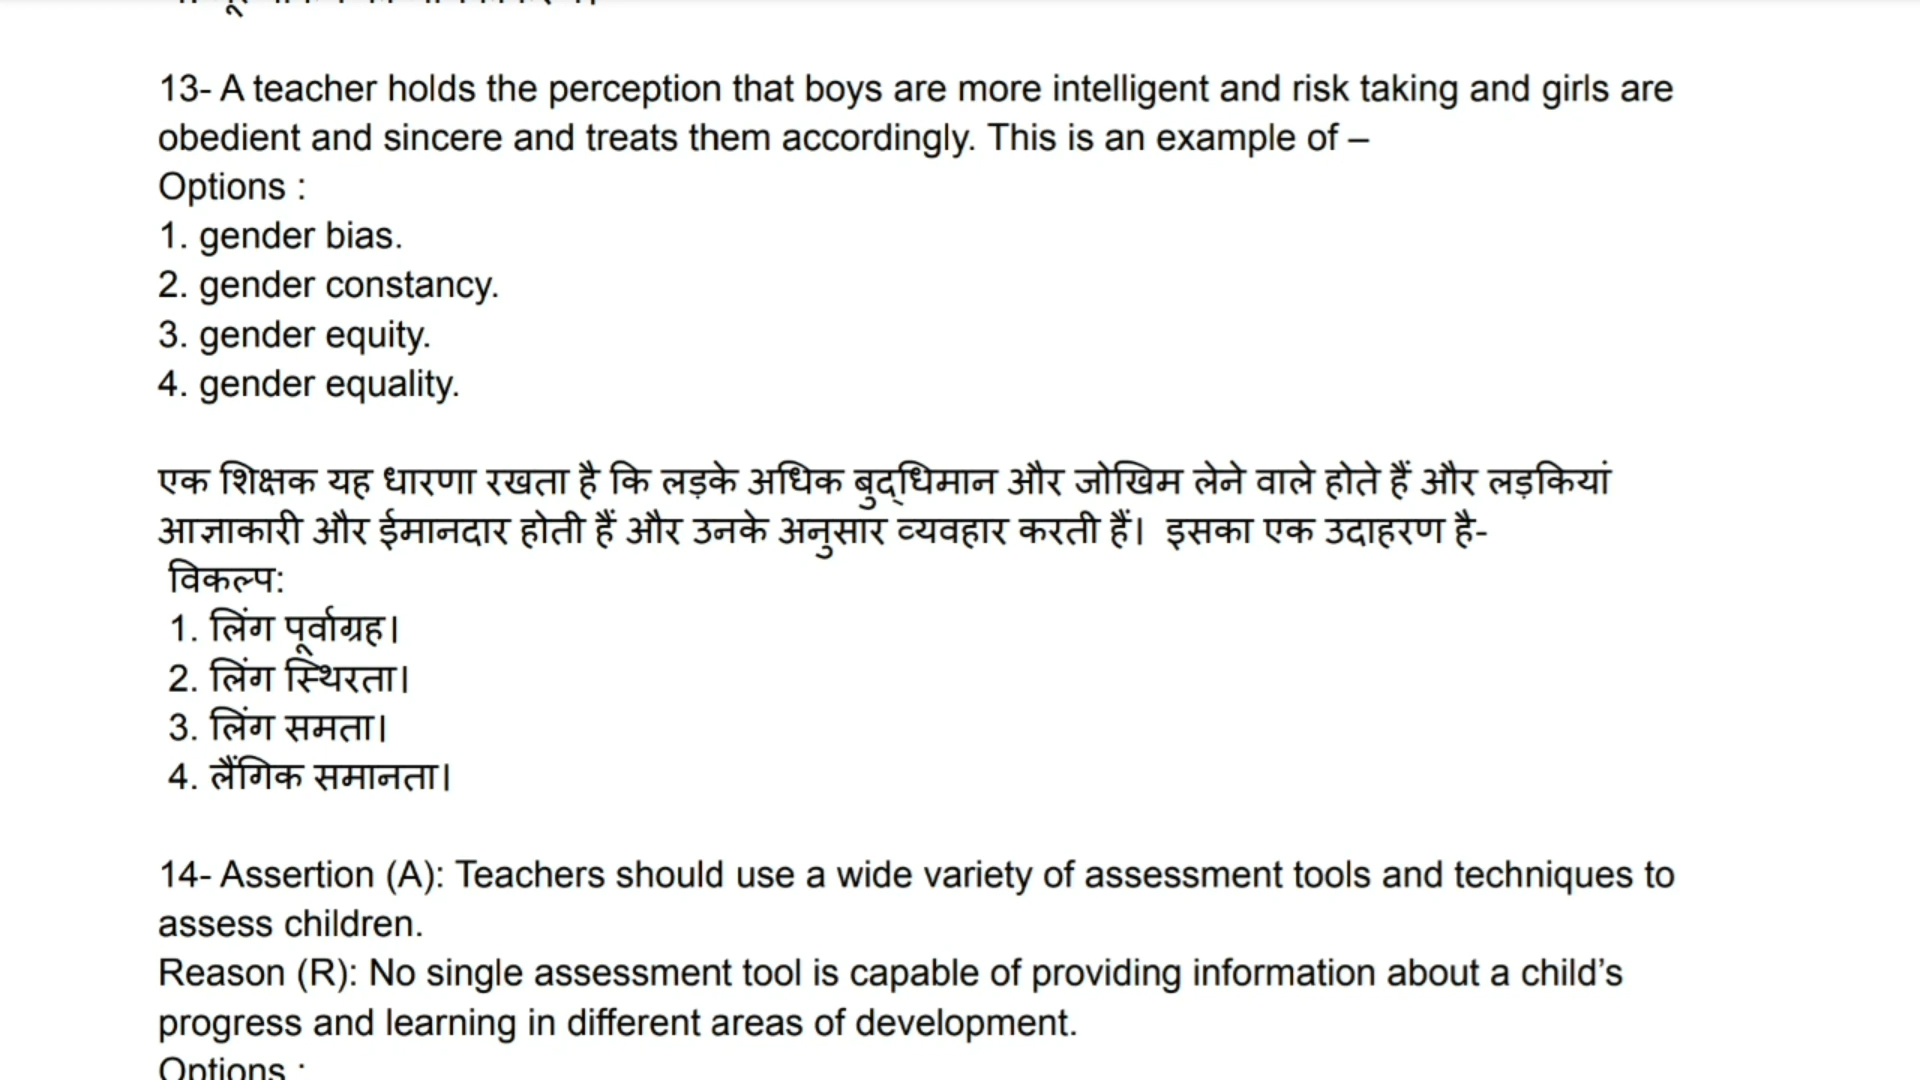 13- A teacher holds the perception that boys are more intelligent and risk taking and girls are
obedient and sincere and treats them accordingly. This is an example of –
Options :
1. gender bias.
2. gender constancy.
3. gender equity.
4. gender equality.
एक शिक्षक यह धारणा रखता है कि लड़के अधिक बुद्धिमान और जोखिम लेने वाले होते हैं और लड़कियां
आज्ञाकारी और ईमानदार होती हैं और उनके अनुसार व्यवहार करती हैं। इसका एक उदाहरण है-
विकल्प:
1. लिंग पूर्वाग्रह।
2. लिंग स्थिरता।
3. लिंग समता।
4. लैंगिक समानता।
14- Assertion (A): Teachers should use a wide variety of assessment tools and techniques to
assess children.
Reason (R): No single assessment tool is capable of providing information about a child’s
progress and learning in different areas of development.
Options :